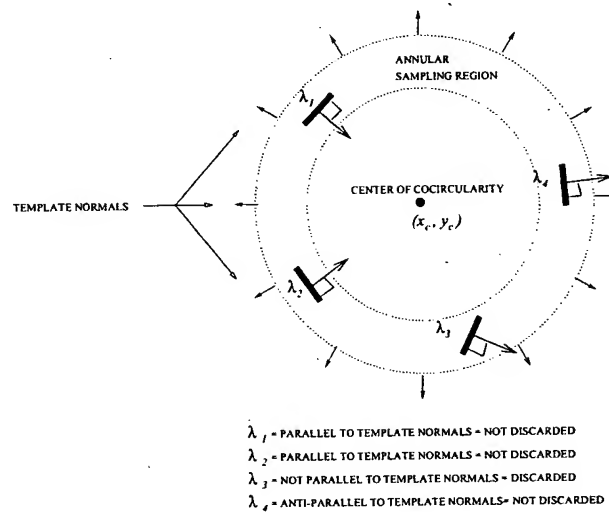 ANNULAR
SAMPLING REGION
λ1
λ4
CENTER OF COCIRCULARITY
TEMPLATE NORMALS
(xc, yc)
λ2
λ3
λ1 = PARALLEL TO TEMPLATE NORMALS = NOT DISCARDED
λ2 = PARALLEL TO TEMPLATE NORMALS = NOT DISCARDED
λ3 = NOT PARALLEL TO TEMPLATE NORMALS = DISCARDED
λ4 = ANTI-PARALLEL TO TEMPLATE NORMALS= NOT DISCARDED